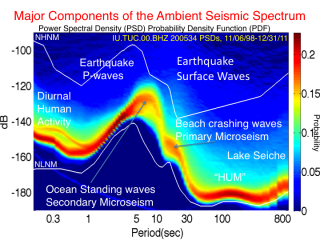 Major Components of the Ambient Seismic Spectrum
Power Spectral Density (PSD) Probability Density Function (PDF)
NHNM
IU.TUC.00.BHZ 200534 PSDs, 11/06/98-12/31/11
Earthquake
P-waves
Earthquake
Surface Waves
Diurnal
Human
Activity
Beach crashing waves
Primary Microseism
Lake Seiche
NLNM
"HUM"
Ocean Standing waves
Secondary Microseism
-100
-120
-140
-160
-180
dB
0.3
1
5
10
20
30
100
800
Period(sec)
0.2
0.15
0.1
0.05
0
Probability